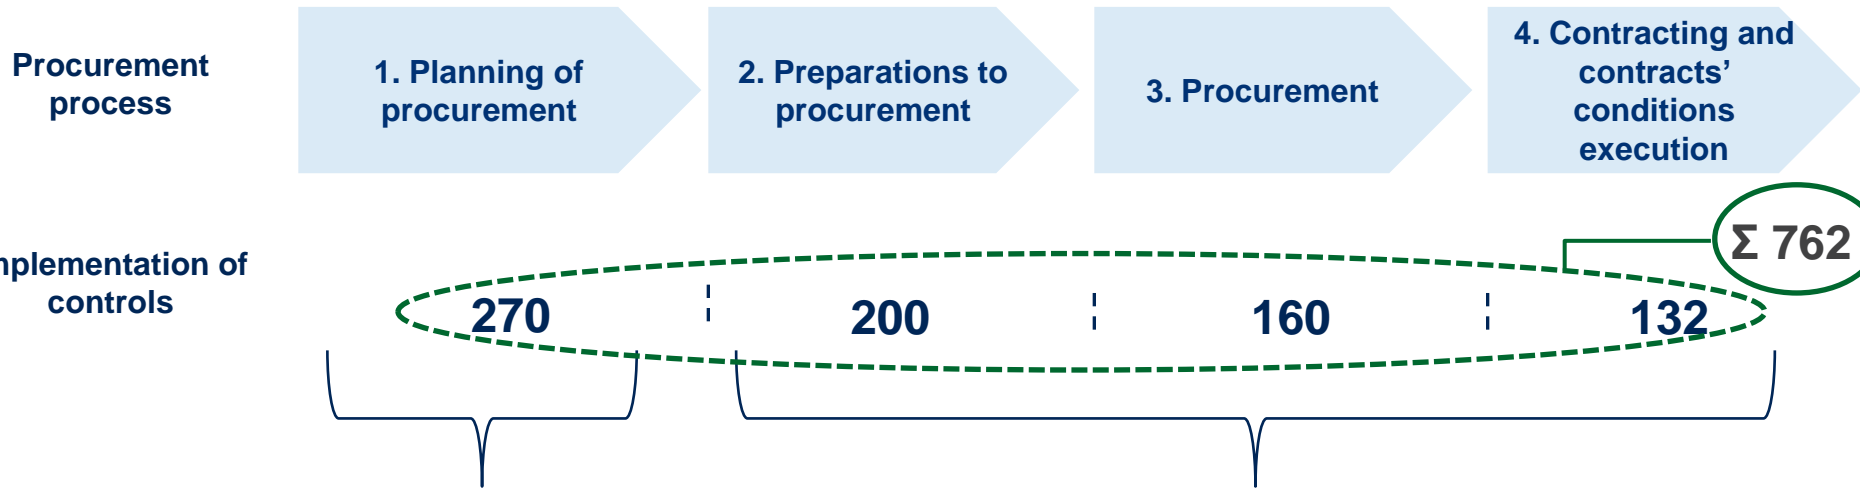 Procurement
process
1. Planning of
procurement
2. Preparations to
procurement
3. Procurement
4. Contracting and
contracts’
conditions
execution
Σ 762
mplementation of
controls
270
200
160
132